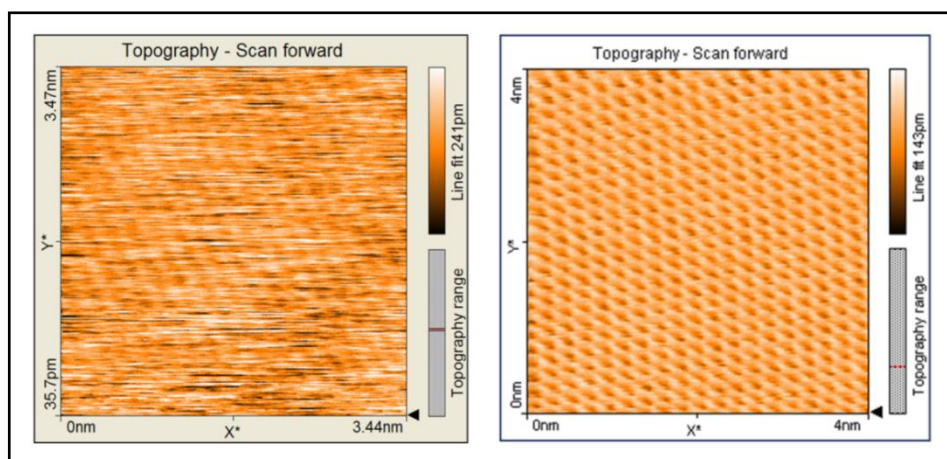 Topography - Scan forward
3.47nm
Y*
35.7pm
0nm
X*
3.44nm
Line fit 241pm
Topography range
Topography - Scan forward
4nm
Y*
0nm
0nm
X*
4nm
Line fit 143pm
Topography range